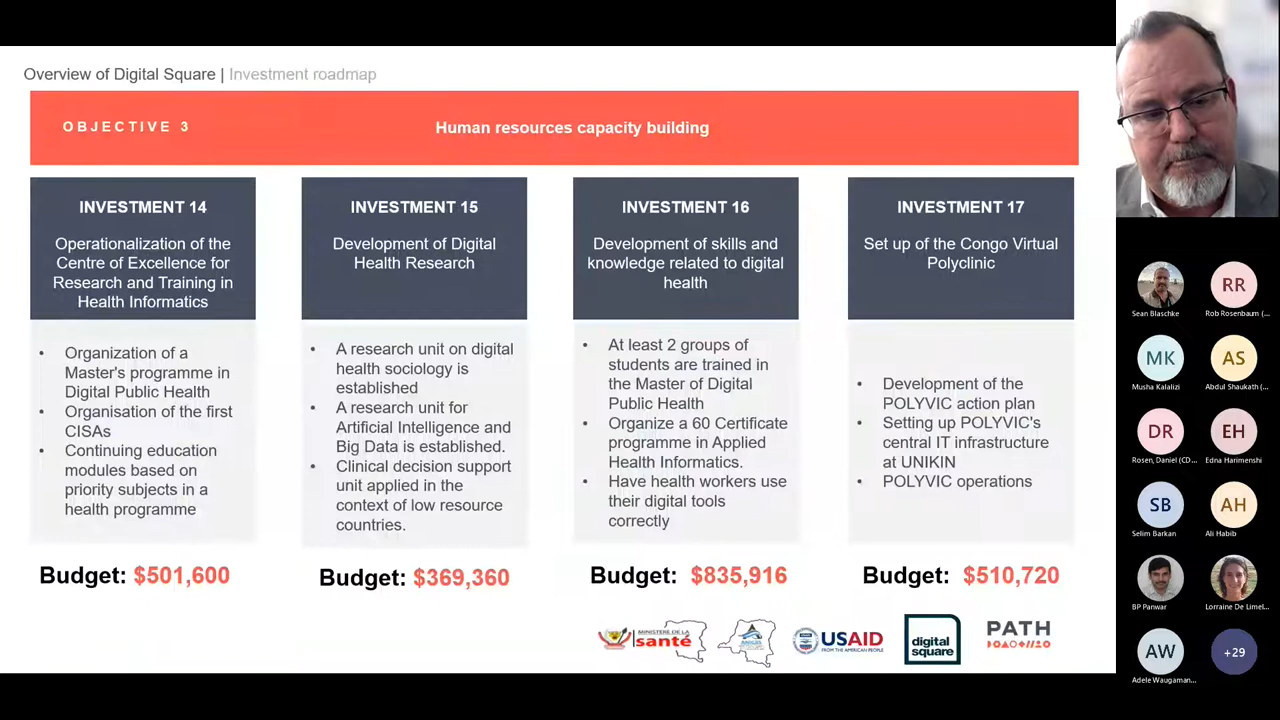 Overview of Digital Square | Investment roadmap
OBJECTIVE 3
Human resources capacity building
INVESTMENT 14
Operationalization of the
Centre of Excellence for
Research and Training in
Health Informatics
• Organization of a
Master's programme in
Digital Public Health
• Organisation of the first
CISAs
• Continuing education
modules based on
priority subjects in a
health programme
Budget: $501,600
INVESTMENT 15
Development of Digital
Health Research
• A research unit on digital
health sociology is
established
• A research unit for
Artificial Intelligence and
Big Data is established.
• Clinical decision support
unit applied in the
context of low resource
countries.
Budget: $369,360
INVESTMENT 16
Development of skills and
knowledge related to digital
health
• At least 2 groups of
students are trained in
the Master of Digital
Public Health
• Organize a 60 Certificate
programme in Applied
Health Informatics.
• Have health workers use
their digital tools
correctly
Budget: $835,916
INVESTMENT 17
Set up of the Congo Virtual
Polyclinic
• Development of the
POLYVIC action plan
• Setting up POLYVIC's
central IT infrastructure
at UNIKIN
• POLYVIC operations
Budget: $510,720
MINISTERE DE LA
santé
USAID
FROM THE AMERICAN PEOPLE
digital
square
PATH
Sean Blaschke
RR
Rob Rosenbaum (...
MK
Musha Kalalizi
AS
Abdul Shaukath (...
DR
Rosen, Daniel (CD...
EH
Edna Harimenshi
SB
Selim Barkan
AH
Ali Habib
BP Panwar
Lorraine De Limel...
AW
Adele Waugaman...
+29